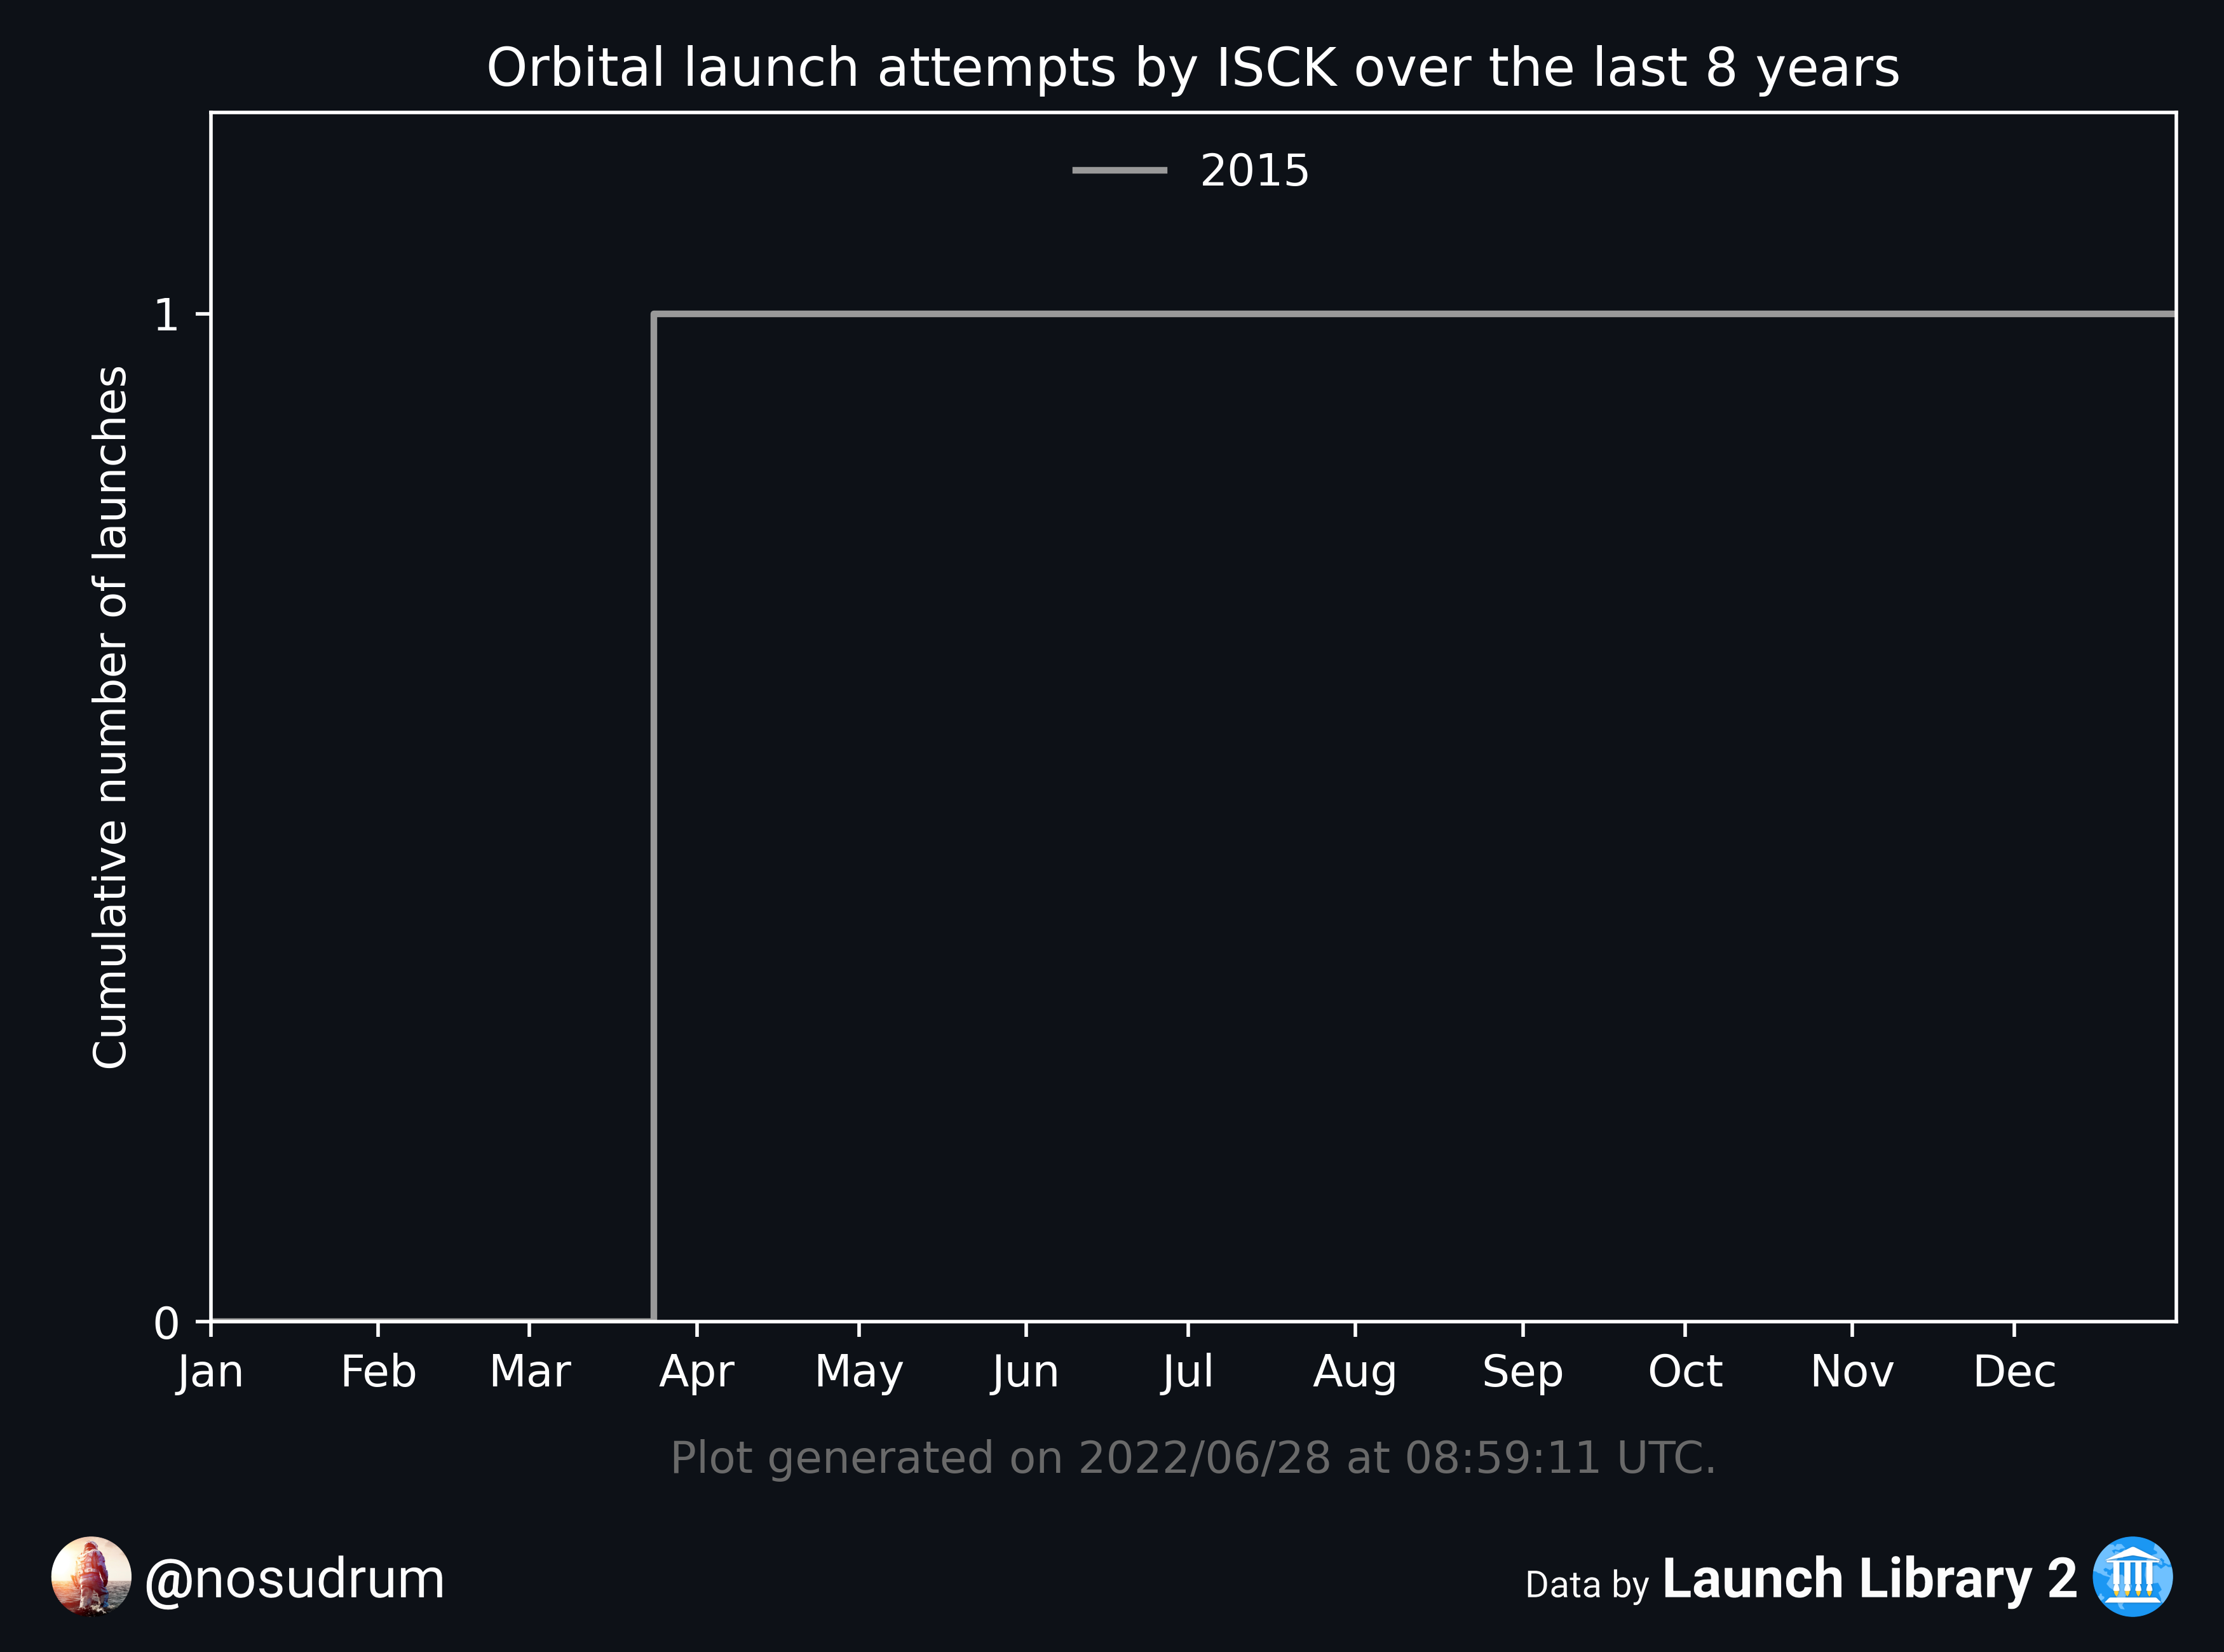 Orbital launch attempts by ISCK over the last 8 years
2015
Cumulative number of launches
1
0
Jan Feb Mar Apr May Jun Jul Aug Sep Oct Nov Dec
Plot generated on 2022/06/28 at 08:59:11 UTC.
@nosudrum
Data by Launch Library 2